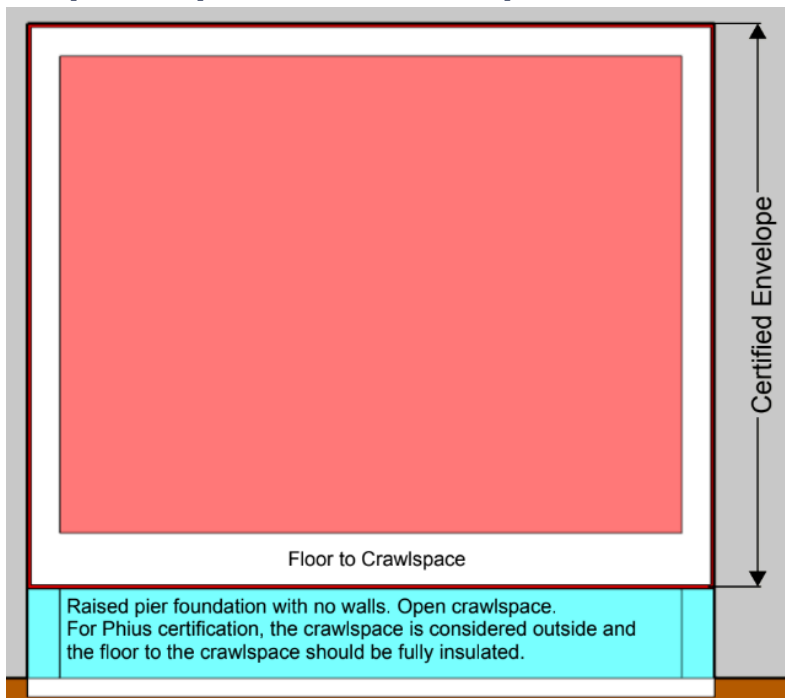 Certified Envelope
Floor to Crawlspace
Raised pier foundation with no walls. Open crawlspace.
For Phius certification, the crawlspace is considered outside and
the floor to the crawlspace should be fully insulated.